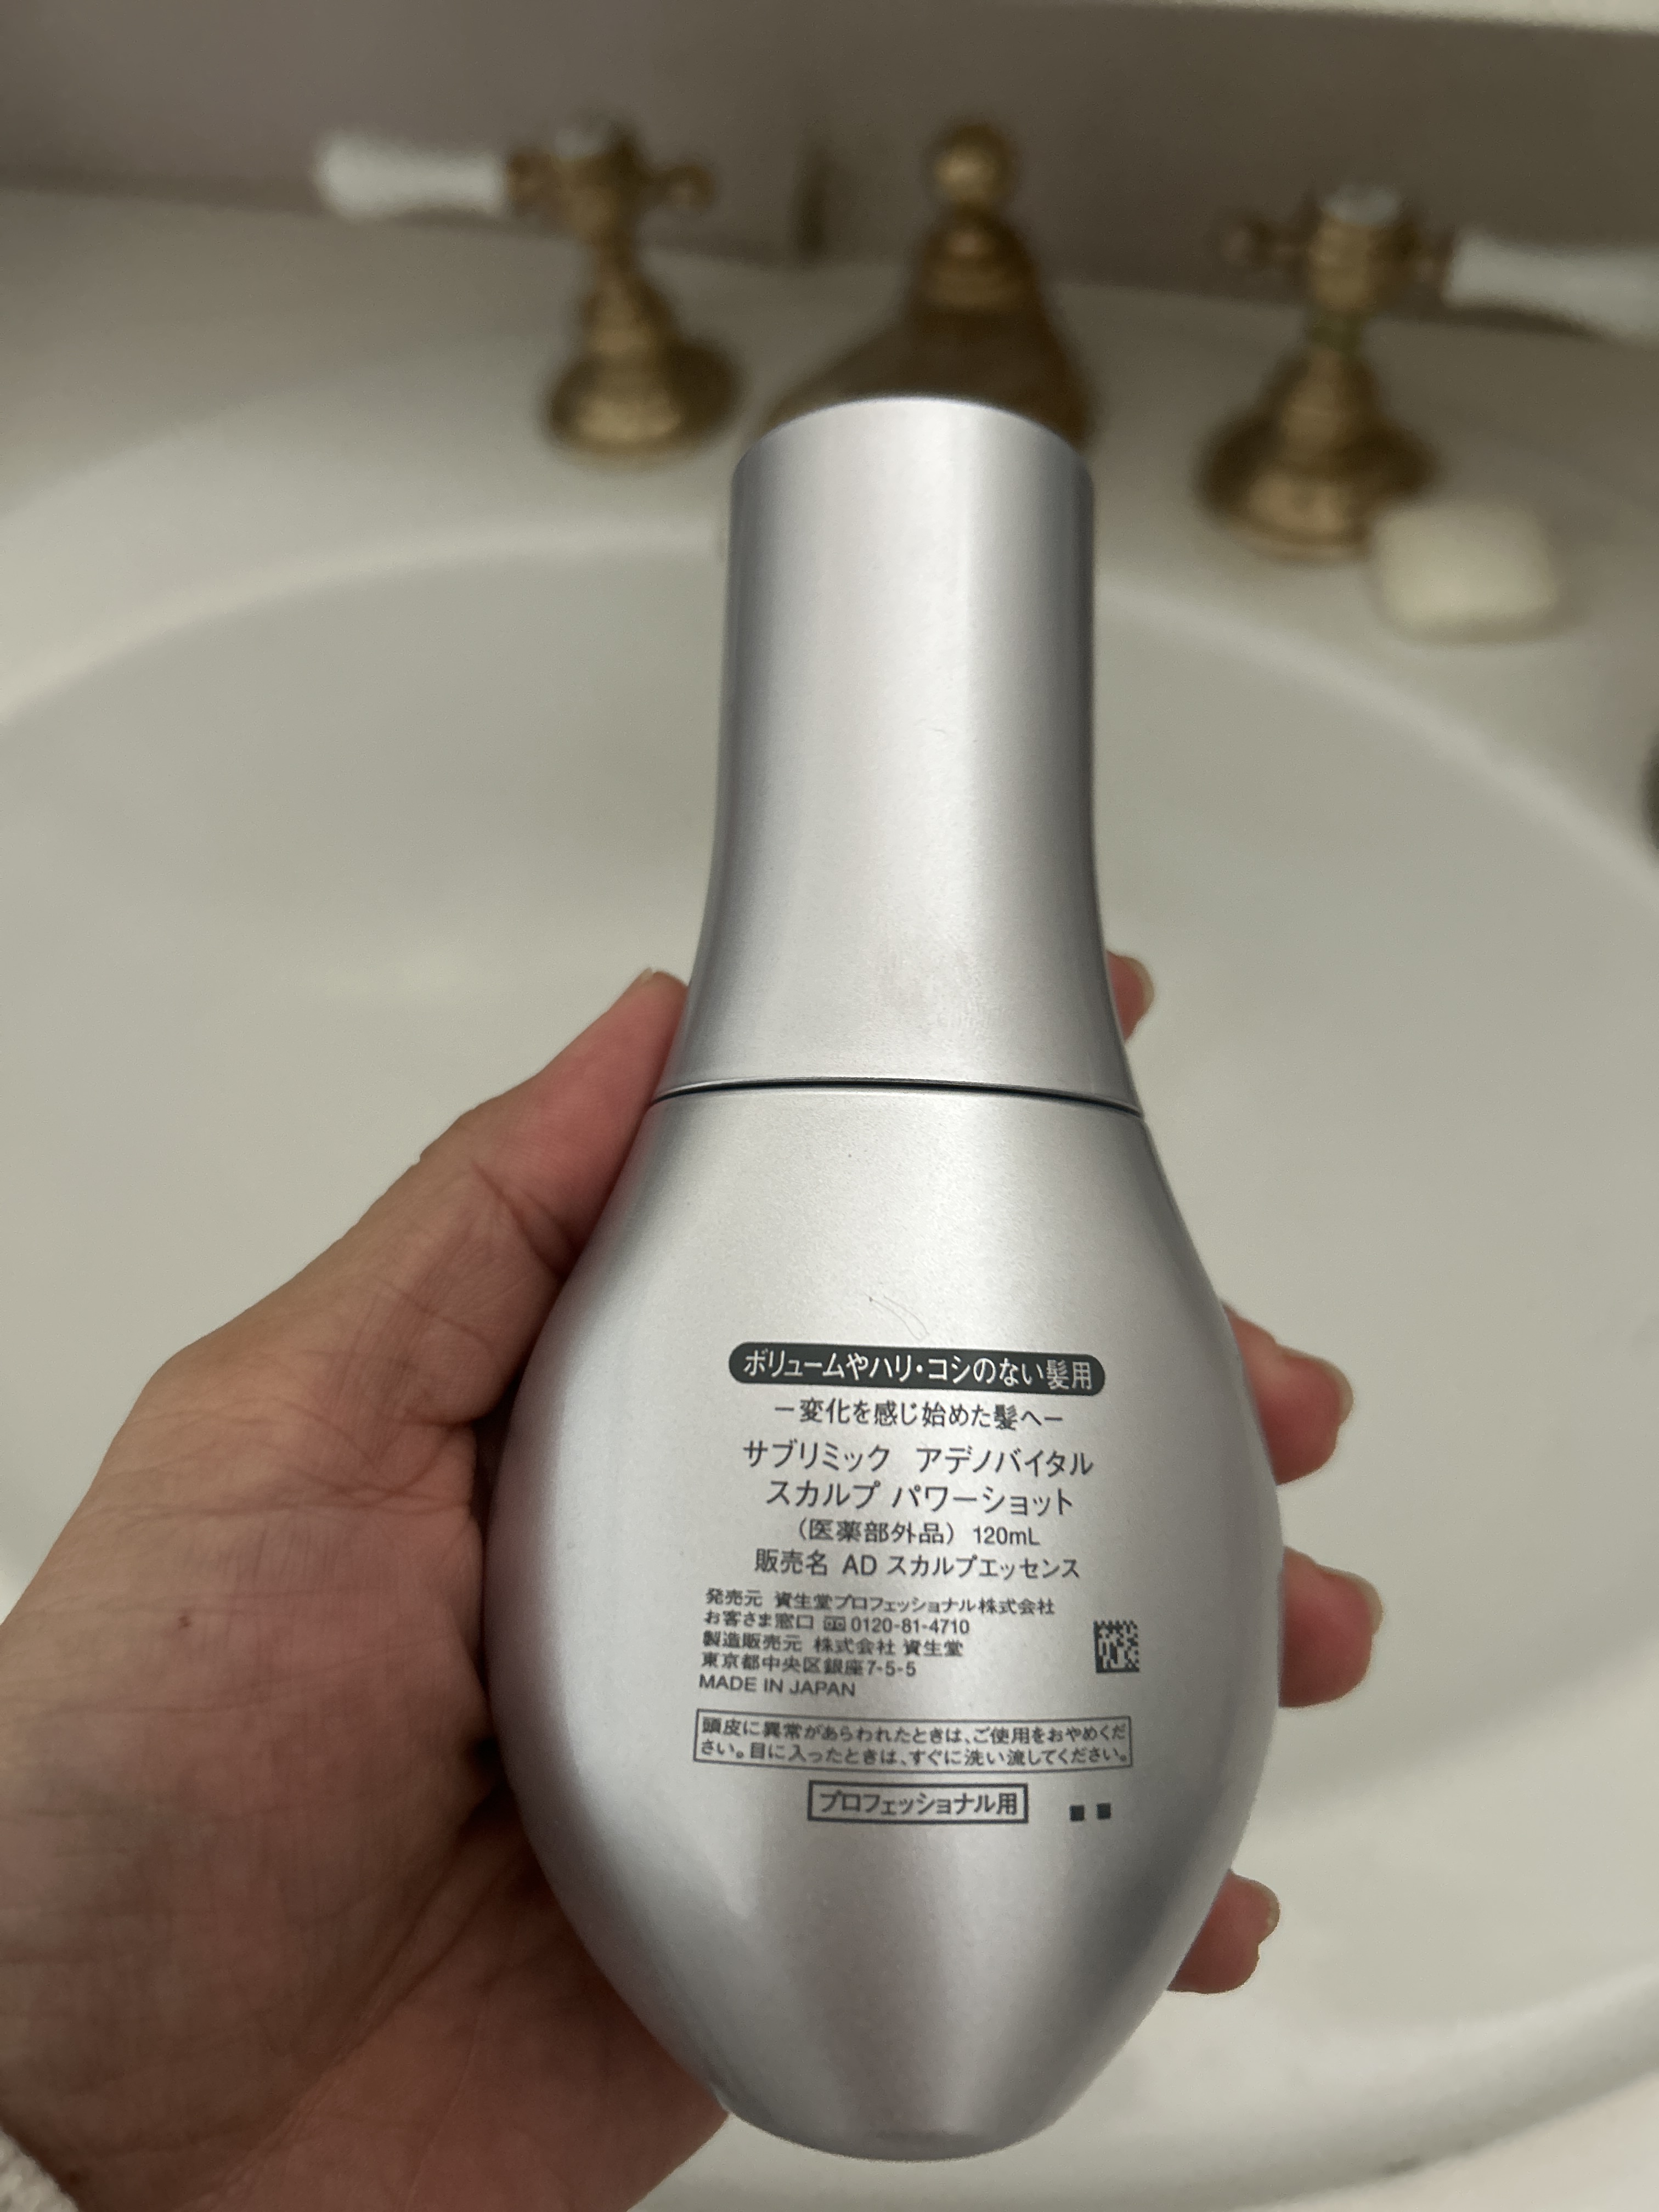 ボリュームやハリ・コシのない髪用
－変化を感じ始めた髪へ－
サブリミック アデノバイタル
スカルプ パワーショット
（医薬部外品） 120mL
販売名 AD スカルプエッセンス
発売元 資生堂プロフェッショナル株式会社
お客さま窓口 0120-81-4710
製造販売元 株式会社 資生堂
東京都中央区銀座7-5-5
MADE IN JAPAN
頭皮に異常があらわれたときは、ご使用をおやめくだ
さい。目に入ったときは、すぐに洗い流してください。
プロフェッショナル用